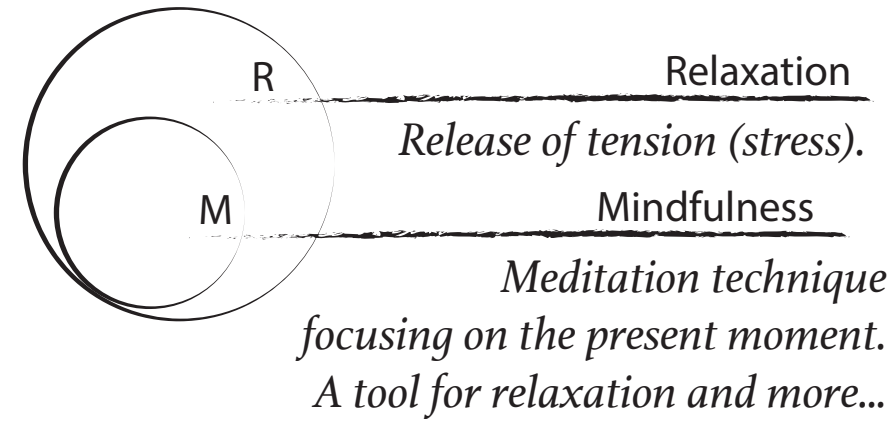 R
Relaxation
Release of tension (stress).
M
Mindfulness
Meditation technique
focusing on the present moment.
A tool for relaxation and more...